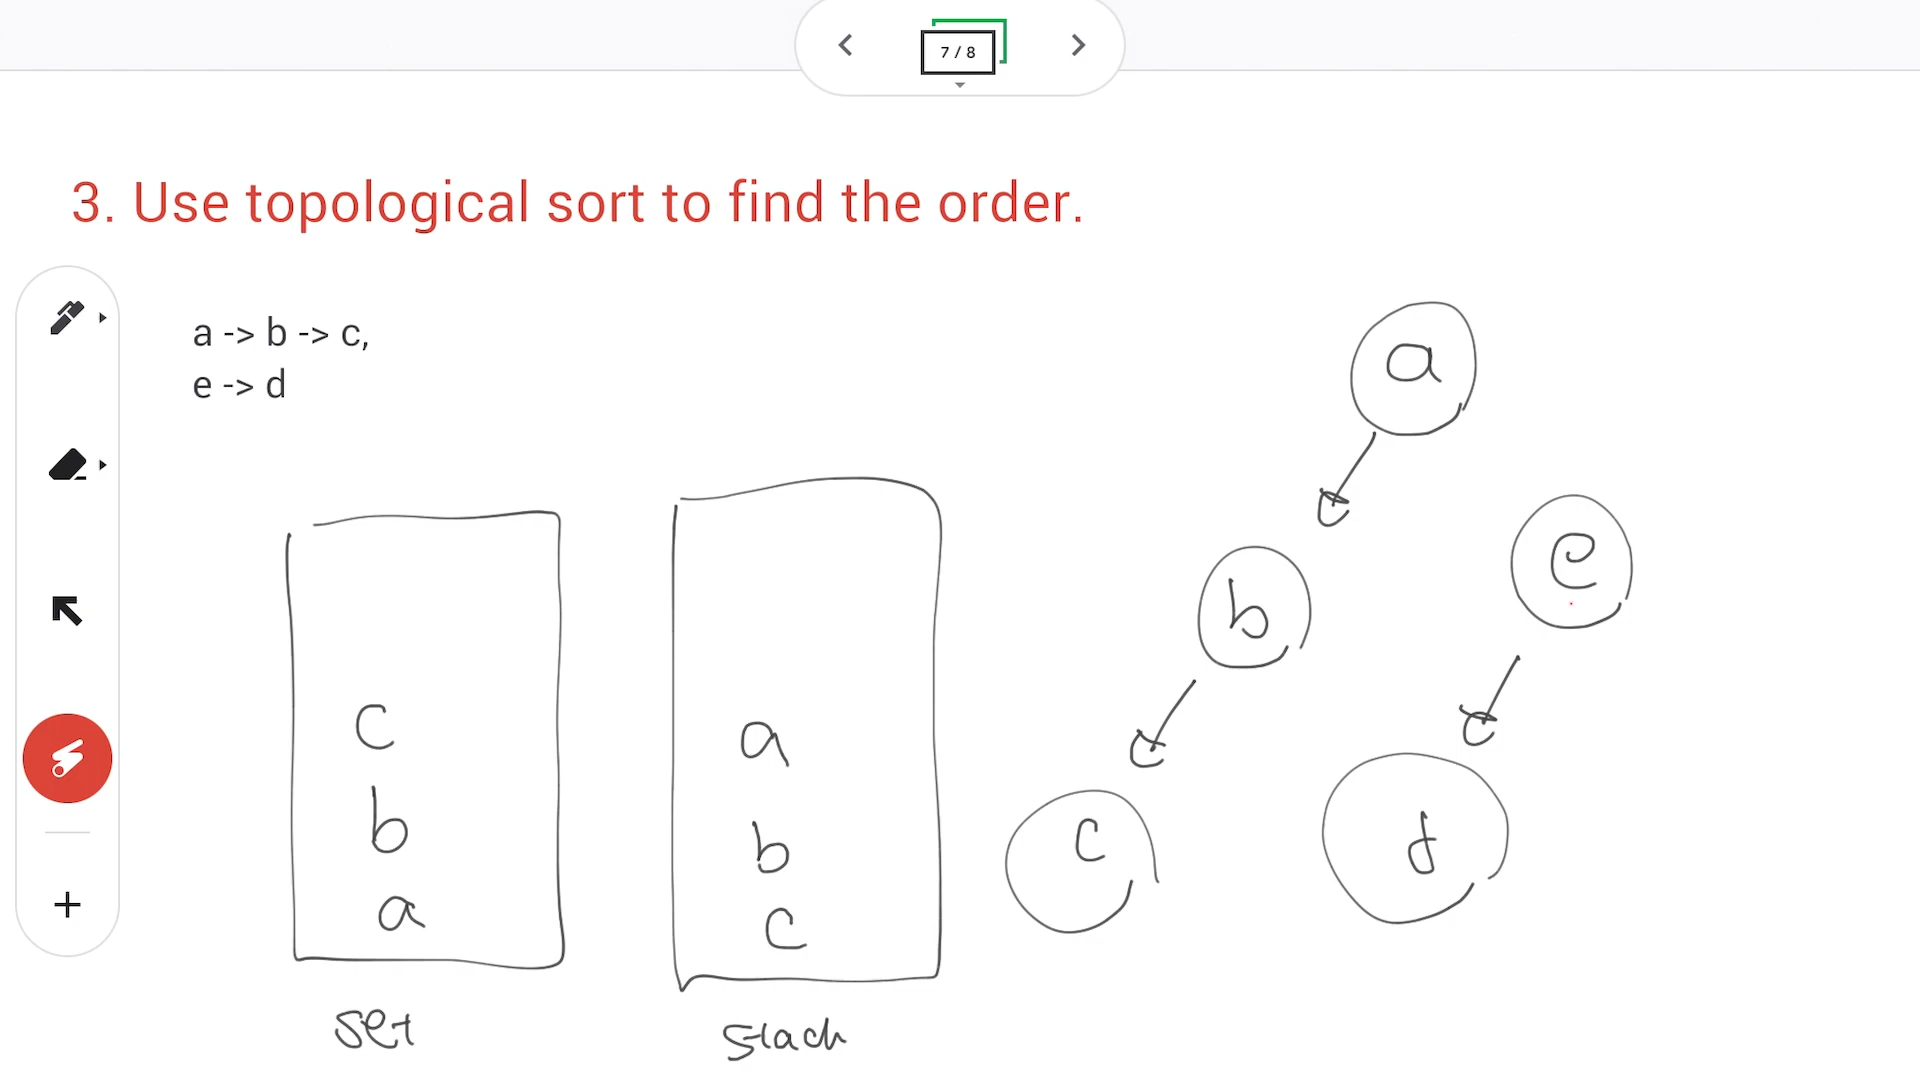 7 / 8
3. Use topological sort to find the order.
a -> b -> c,
e -> d
a
e
b
c
b
a
a
b
c
c
d
set
stack